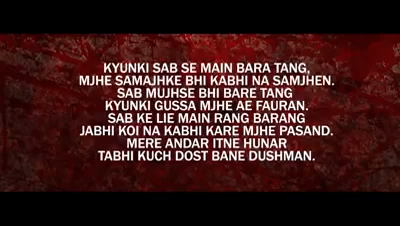 KYUNKI SAB SE MAIN BARA TANG,
MJHE SAMAJHKE BHI KABHI NA SAMJHEN.
SAB MUJHSE BHI BARE TANG
KYUNKI GUSSA MJHE AE FAURAN.
SAB KE LIE MAIN RANG BARANG
JABHI KOI NA KABHI KARE MJHE PASAND.
MERE ANDAR ITNE HUNAR
TABHI KUCH DOST BANE DUSHMAN.